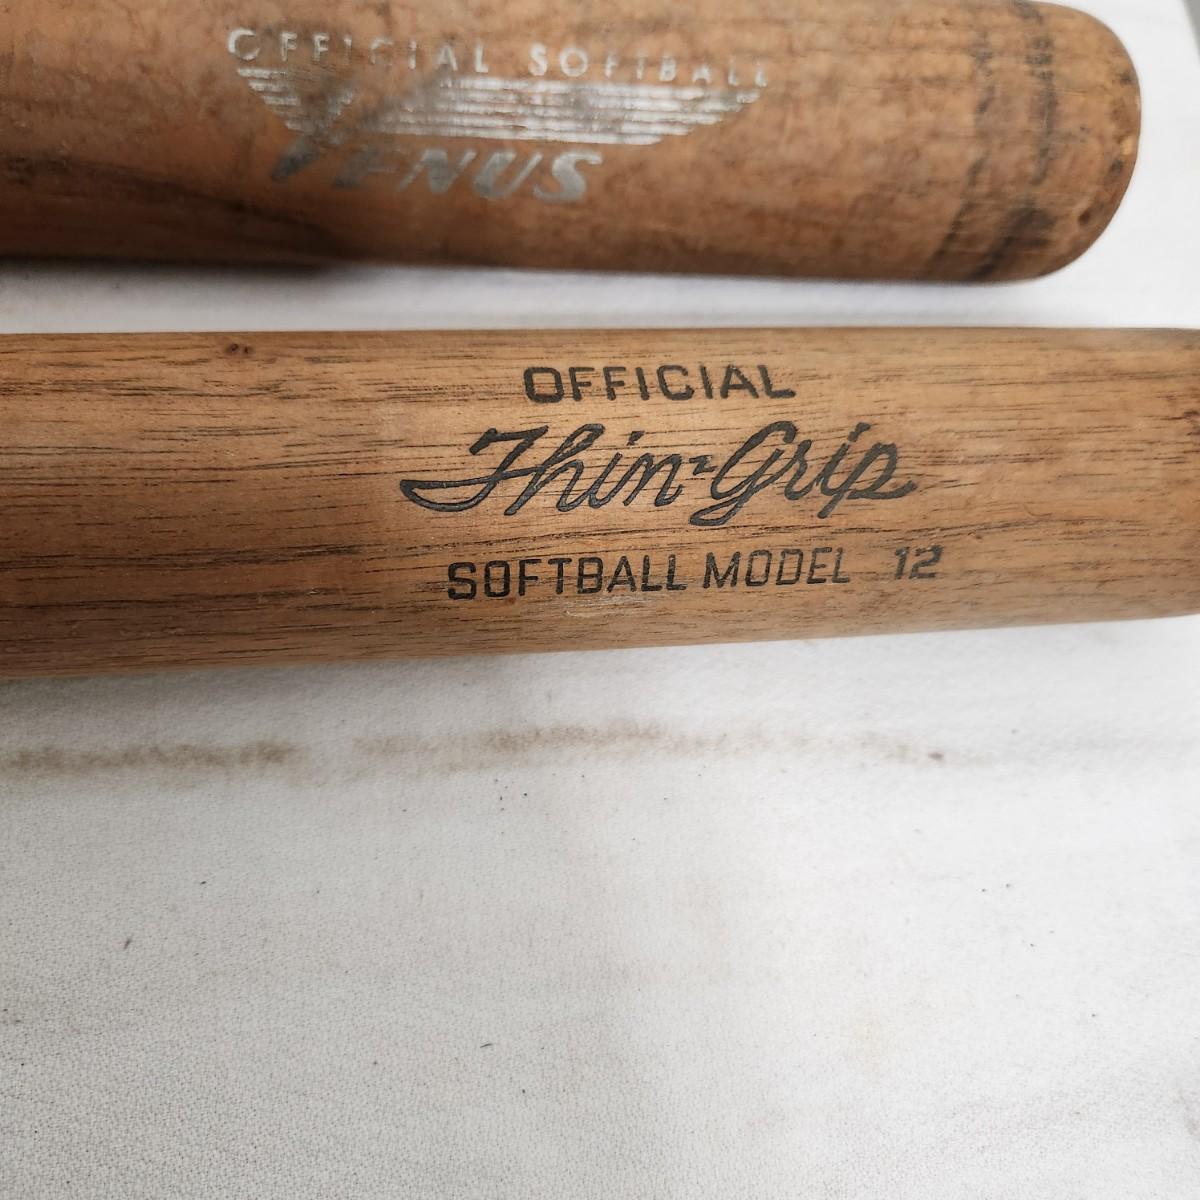 OFFICIAL SOFTBALL
VENUS
OFFICIAL
Thin-Grip
SOFTBALL MODEL 12